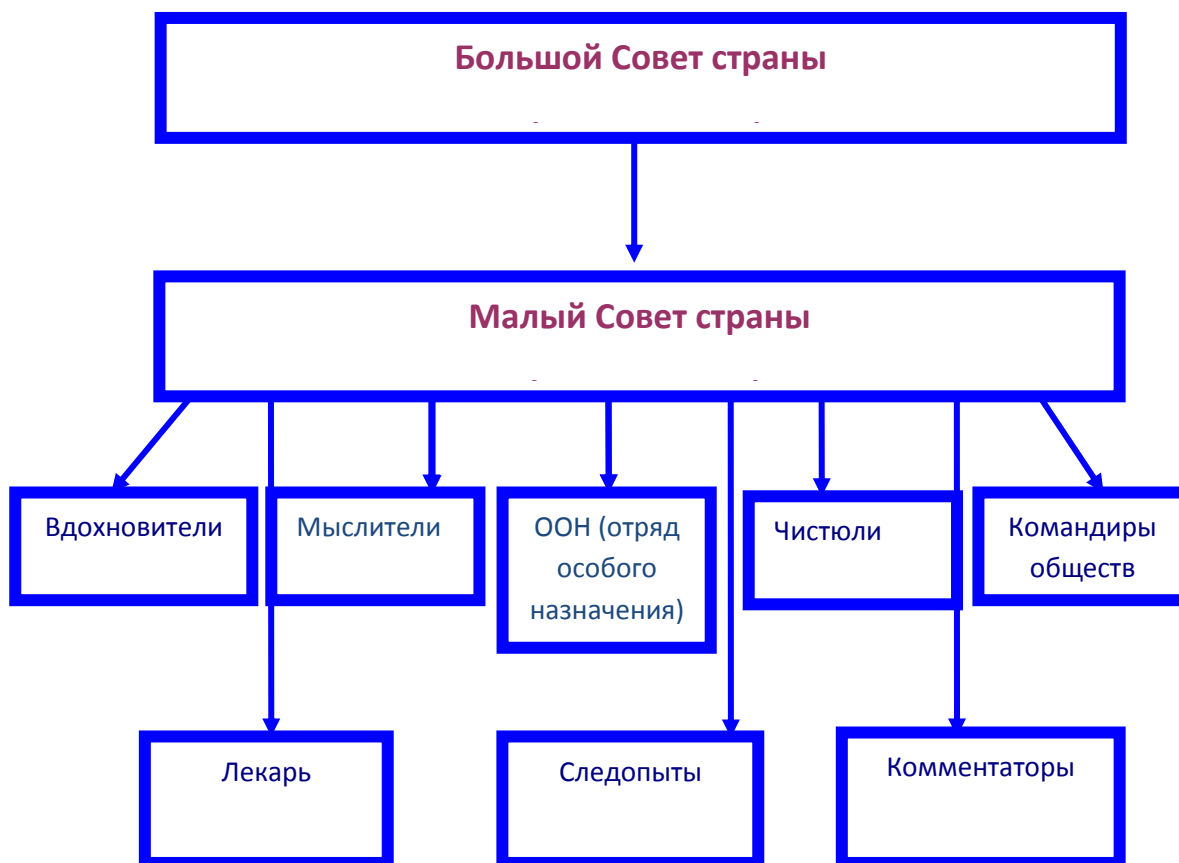 Большой Совет страны
Малый Совет страны
Вдохновители
Мыслители
ООН (отряд
особого
назначения)
Чистюли
Командиры
обществ
Лекарь
Следопыты
Комментаторы